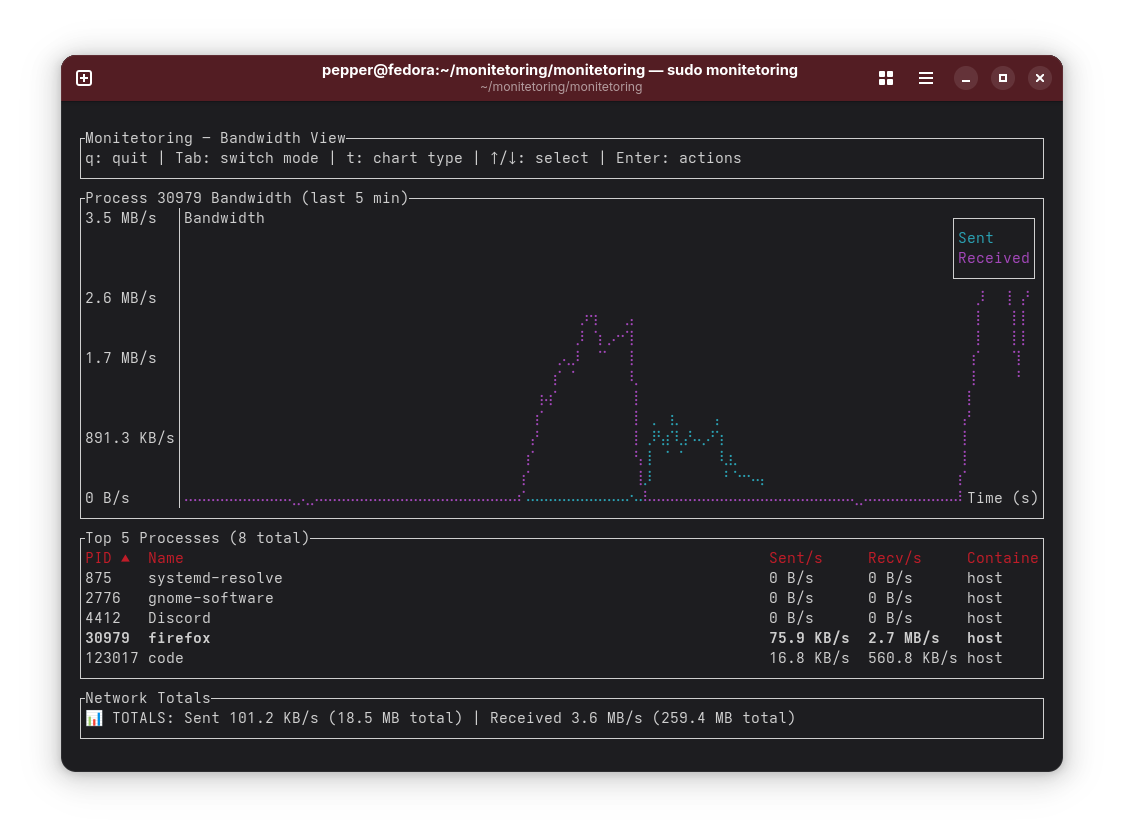 pepper@fedora:~/monitetoring/monitetoring — sudo monitetoring
~/monitetoring/monitetoring
Monitetoring — Bandwidth View
q: quit | Tab: switch mode | t: chart type | ↑/↓: select | Enter: actions
Process 30979 Bandwidth (last 5 min)
3.5 MB/s Bandwidth
Sent
Received
2.6 MB/s
1.7 MB/s
891.3 KB/s
0 B/s Time (s)
Top 5 Processes (8 total)
PID ▲ Name Sent/s Recv/s Containe
875 systemd-resolve 0 B/s 0 B/s host
2776 gnome-software 0 B/s 0 B/s host
4412 Discord 0 B/s 0 B/s host
30979 firefox 75.9 KB/s 2.7 MB/s host
123017 code 16.8 KB/s 560.8 KB/s host
Network Totals
📊 TOTALS: Sent 101.2 KB/s (18.5 MB total) | Received 3.6 MB/s (259.4 MB total)